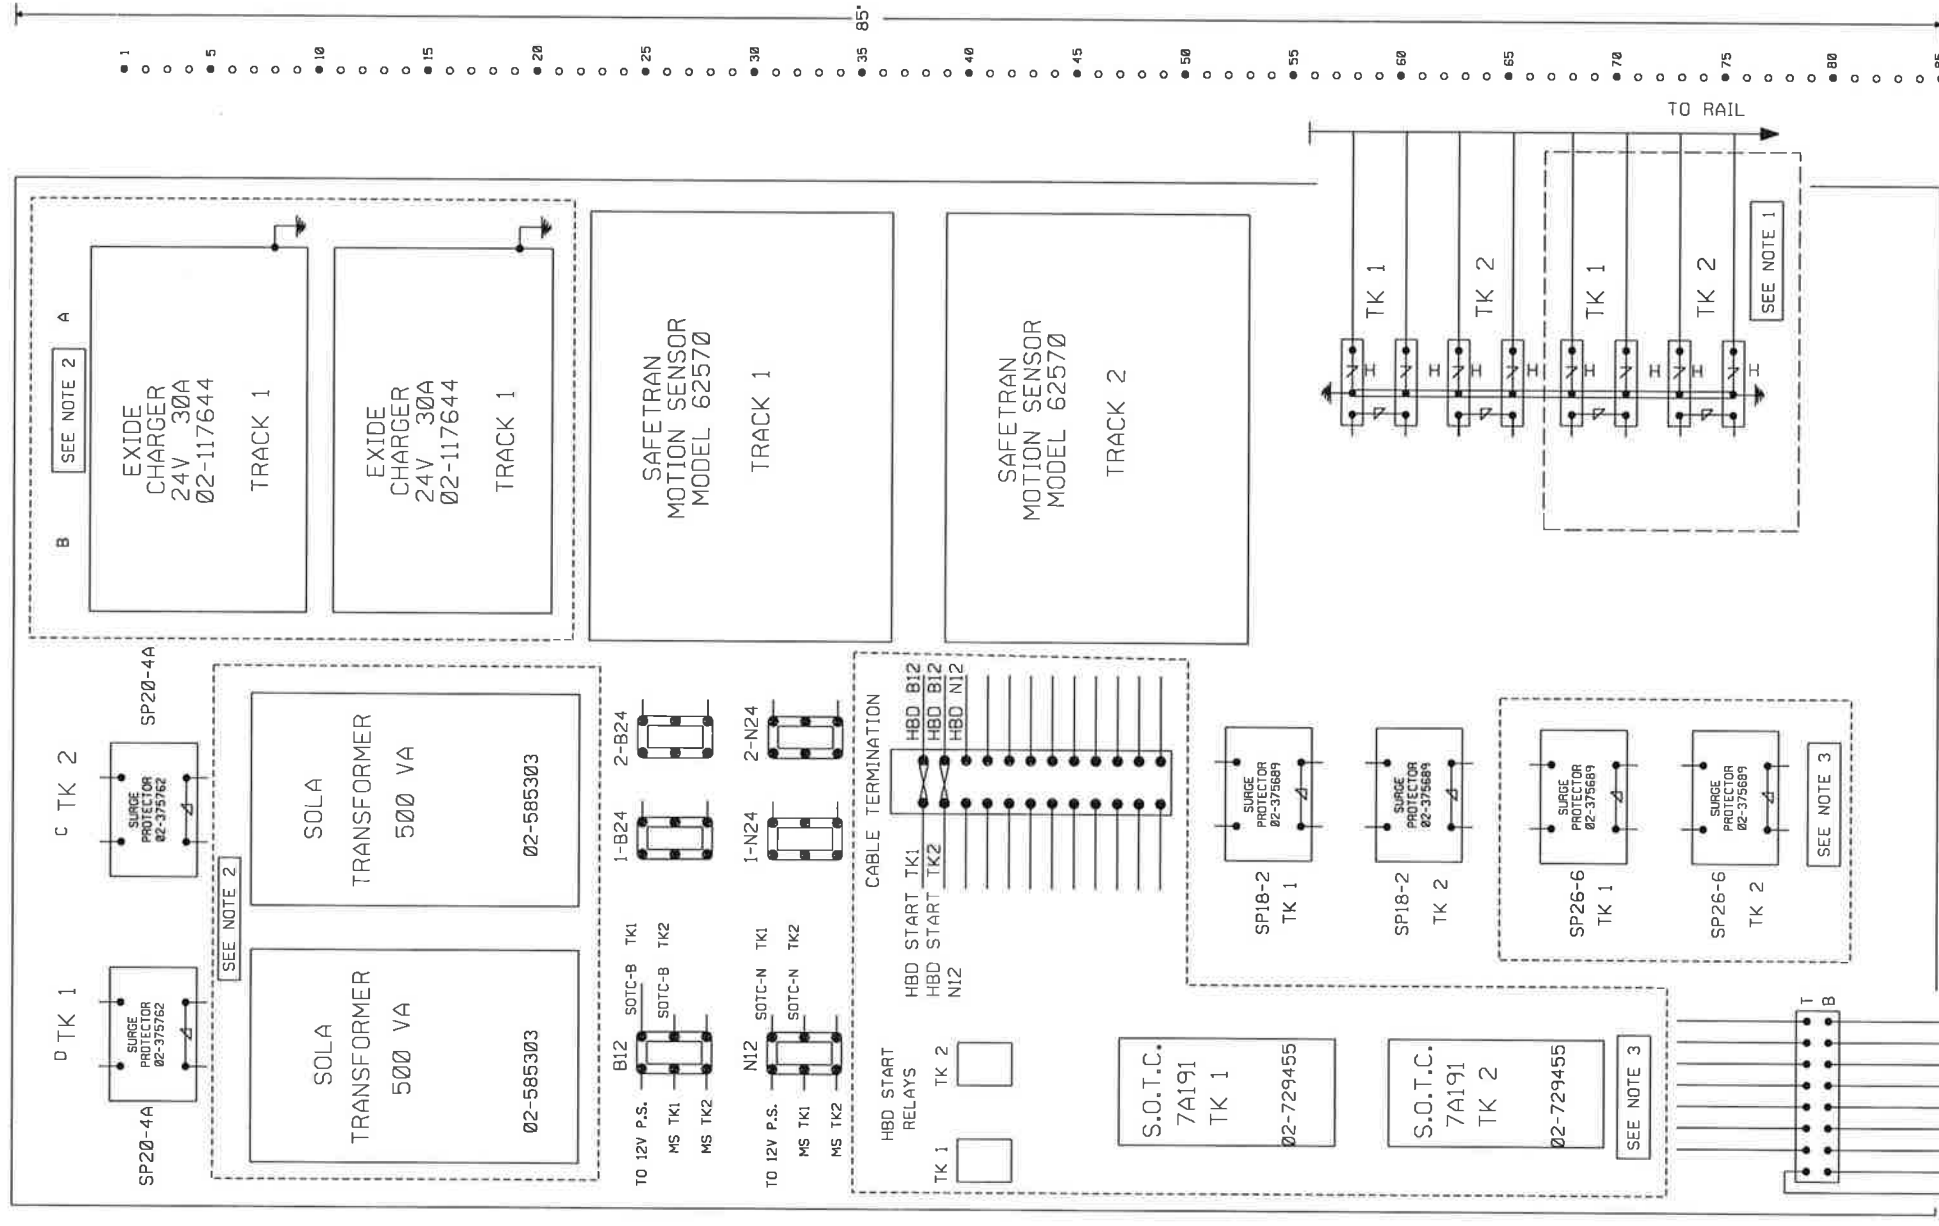 85"
1
5
10
15
20
25
30
35
40
45
50
55
60
65
70
75
80
85
TO RAIL
A
SEE NOTE 2
B
EXIDE
CHARGER
24V 30A
02-117644
TRACK 1
EXIDE
CHARGER
24V 30A
02-117644
TRACK 1
SAFETRAN
MOTION SENSOR
MODEL 62570
TRACK 1
SAFETRAN
MOTION SENSOR
MODEL 62570
TRACK 2
TK 1
TK 2
TK 1
TK 2
SEE NOTE 1
H
H
H
H
H
H
H
H
C TK 2
SP20-4A
SURGE
PROTECTOR
02-375762
D TK 1
SP20-4A
SURGE
PROTECTOR
02-375762
SEE NOTE 2
SOLA
TRANSFORMER
500 VA
02-585303
SOLA
TRANSFORMER
500 VA
02-585303
2-B24
1-B24
2-N24
1-N24
B12
SOTC-B TK1
SOTC-B TK2
TO 12V P.S.
MS TK1
MS TK2
N12
SOTC-N TK1
SOTC-N TK2
TO 12V P.S.
MS TK1
MS TK2
CABLE TERMINATION
HBD B12
HBD B12
HBD N12
HBD START TK1
HBD START TK2
N12
HBD START
RELAYS
TK 1
TK 2
S.O.T.C.
7A191
TK 1
02-729455
S.O.T.C.
7A191
TK 2
02-729455
SEE NOTE 3
SURGE
PROTECTOR
02-375689
SP18-2
TK 1
SURGE
PROTECTOR
02-375689
SP18-2
TK 2
SURGE
PROTECTOR
02-375689
SP26-6
TK 1
SURGE
PROTECTOR
02-375689
SP26-6
TK 2
SEE NOTE 3
T
B